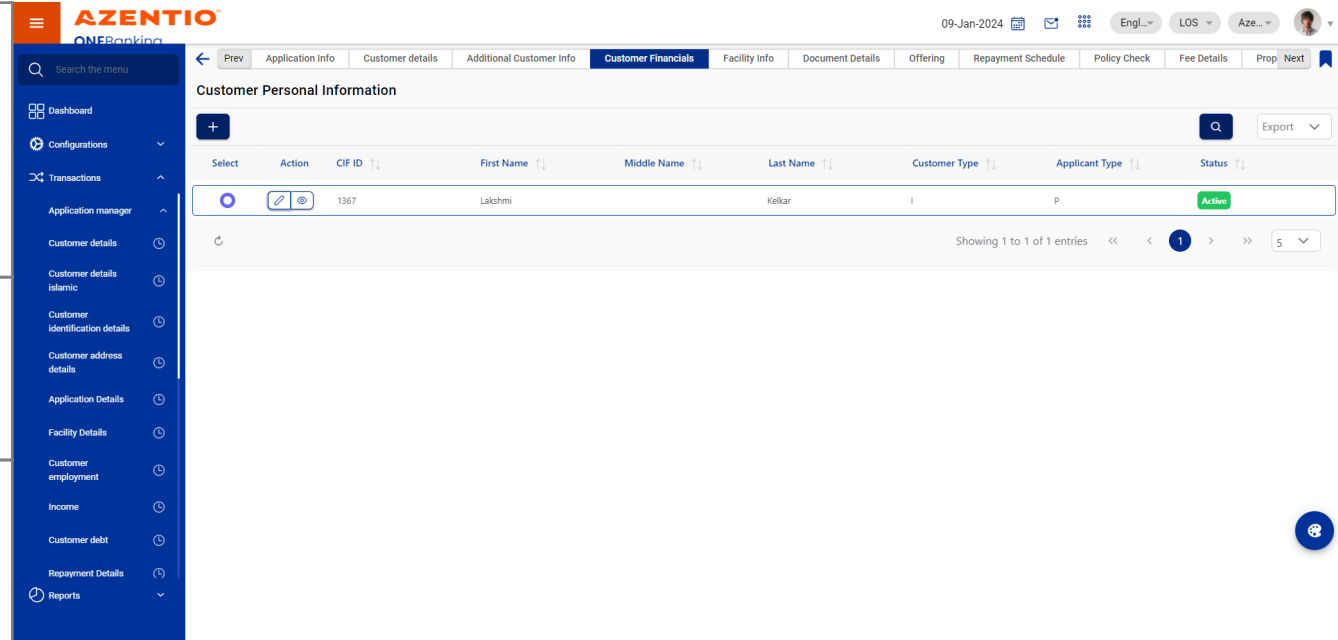 AZENTIO™
ONEBanking
09-Jan-2024
Engl...
LOS
Aze...
Search the menu
Dashboard
Configurations
Transactions
Application manager
Customer details
Customer details
islamic
Customer
identification details
Customer address
details
Application Details
Facility Details
Customer
employment
Income
Customer debt
Repayment Details
Reports
Prev Application Info Customer details Additional Customer Info Customer Financials Facility Info Document Details Offering Repayment Schedule Policy Check Fee Details Prop Next
Customer Personal Information
+
Export
Select Action CIF ID First Name Middle Name Last Name Customer Type Applicant Type Status
1367 Lakshmi Kelkar I P Active
Showing 1 to 1 of 1 entries << < 1 > >> 5